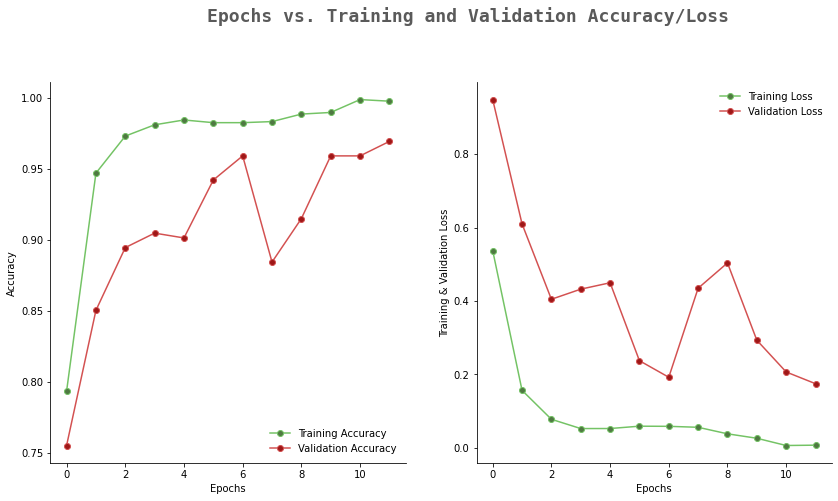 Epochs vs. Training and Validation Accuracy/Loss
1.00
0.95
0.90
0.85
0.80
0.75
Accuracy
0 2 4 6 8 10
Epochs
Training Accuracy
Validation Accuracy
0.8
0.6
0.4
0.2
0.0
Training & Validation Loss
0 2 4 6 8 10
Epochs
Training Loss
Validation Loss